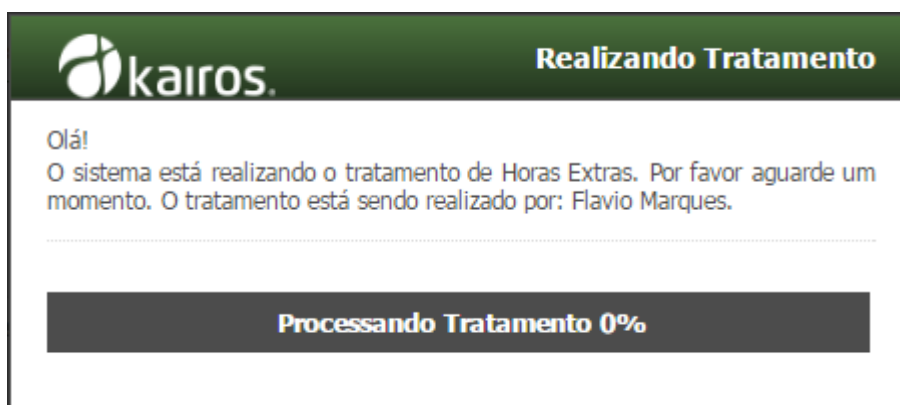 kairos.
Realizando Tratamento
Olá!
O sistema está realizando o tratamento de Horas Extras. Por favor aguarde um
momento. O tratamento está sendo realizado por: Flavio Marques.
Processando Tratamento 0%